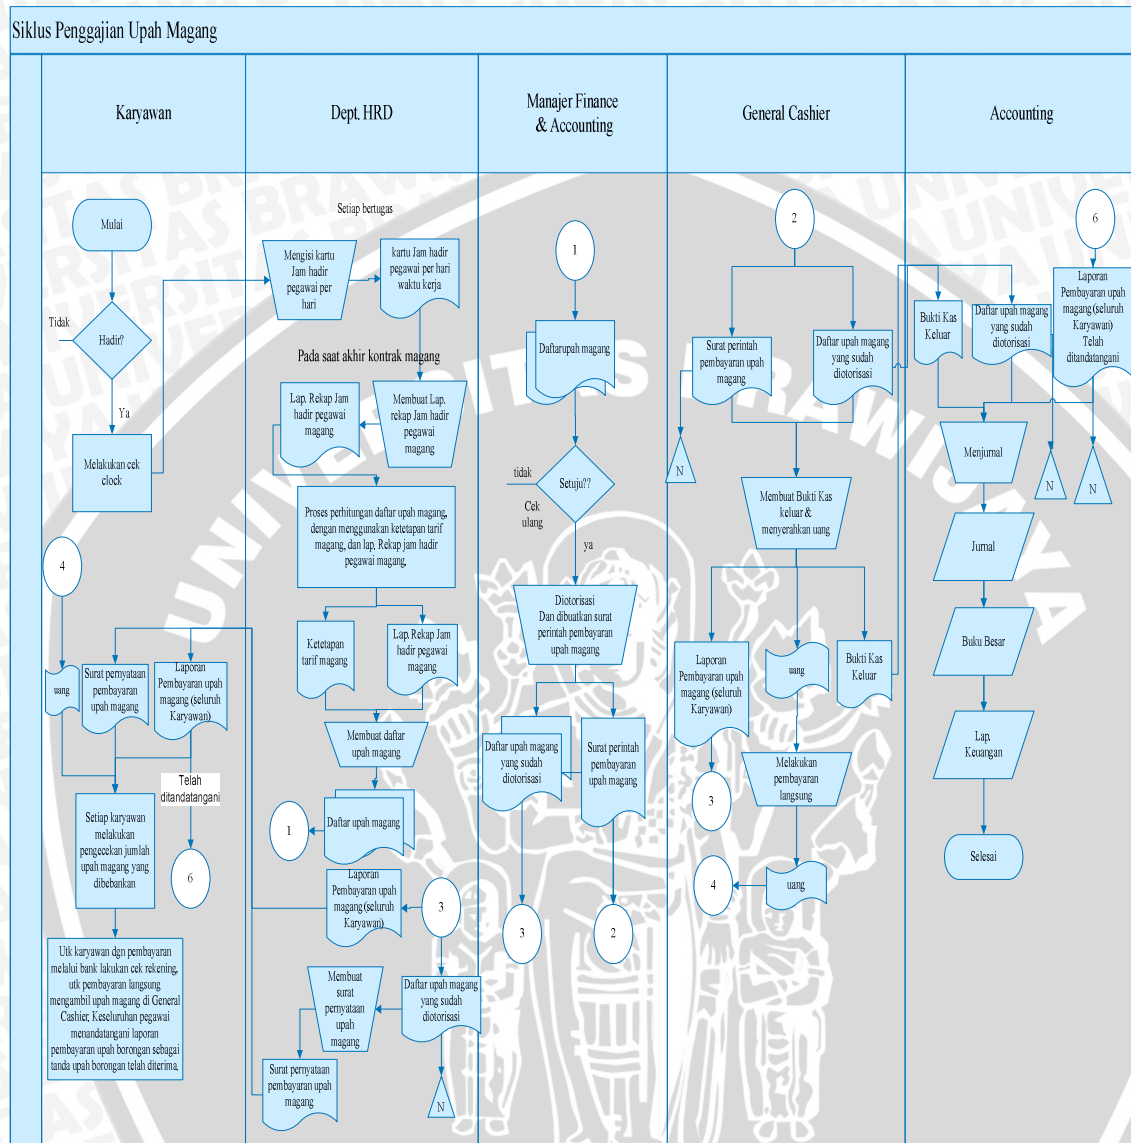 Siklus Penggajian Upah Magang
Karyawan
Dept. HRD
Manajer Finance
& Accounting
General Cashier
Accounting
Mulai
Hadir?
Tidak
Ya
Melakukan cek
clock
4
uang
Surat pernyataan
pembayaran
upah magang
Laporan
Pembayaran upah
magang (seluruh
Karyawan)
Telah
ditandatangani
Setiap karyawan
melakukan
pengecekan jumlah
upah magang yang
dibebankan
6
Utk karyawan dgn pembayaran
melalui bank lakukan cek rekening,
utk pembayaran langsung
mengambil upah magang di General
Cashier, Keseluruhan pegawai
menandatangani laporan
pembayaran upah borongan sebagai
tanda upah borongan telah diterima.
Setiap bertugas
Mengisi kartu
Jam hadir
pegawai per
hari
kartu Jam hadir
pegawai per hari
waktu kerja
Pada saat akhir kontrak magang
Lap. Rekap Jam
hadir pegawai
magang
Membuat Lap.
rekap Jam hadir
pegawai
magang
Proses perhitungan daftar upah magang,
dengan menggunakan ketetapan tarif
magang, dan lap. Rekap jam hadir
pegawai magang.
Ketetapan
tarif magang
Lap. Rekap Jam
hadir pegawai
magang
Membuat daftar
upah magang
1
Daftar upah magang
Laporan
Pembayaran upah
magang (seluruh
Karyawan)
3
Membuat
surat
pernyataan
upah
magang
Daftar upah magang
yang sudah
diotorisasi
Surat pernyataan
pembayaran upah
magang
N
1
Daftarupah magang
tidak
Setuju??
Cek
ulang
ya
Diotorisasi
Dan dibuatkan surat
perintah pembayaran
upah magang
Daftar upah magang
yang sudah
diotorisasi
Surat perintah
pembayaran
upah magang
3
2
2
Surat perintah
pembayaran upah
magang
Daftar upah magang
yang sudah
diotorisasi
N
Membuat Bukti Kas
keluar &
menyerahkan uang
Laporan
Pembayaran upah
magang (seluruh
Karyawan)
uang
Bukti Kas
Keluar
3
Melakukan
pembayaran
langsung
4
uang
6
Bukti Kas
Keluar
Daftar upah magang
yang sudah
diotorisasi
Laporan
Pembayaran upah
magang (seluruh
Karyawan)
Telah
ditandatangani
Menjurnal
N
N
Jurnal
Buku Besar
Lap.
Keuangan
Selesai
UNIVERSITAS BRAWIJAYA